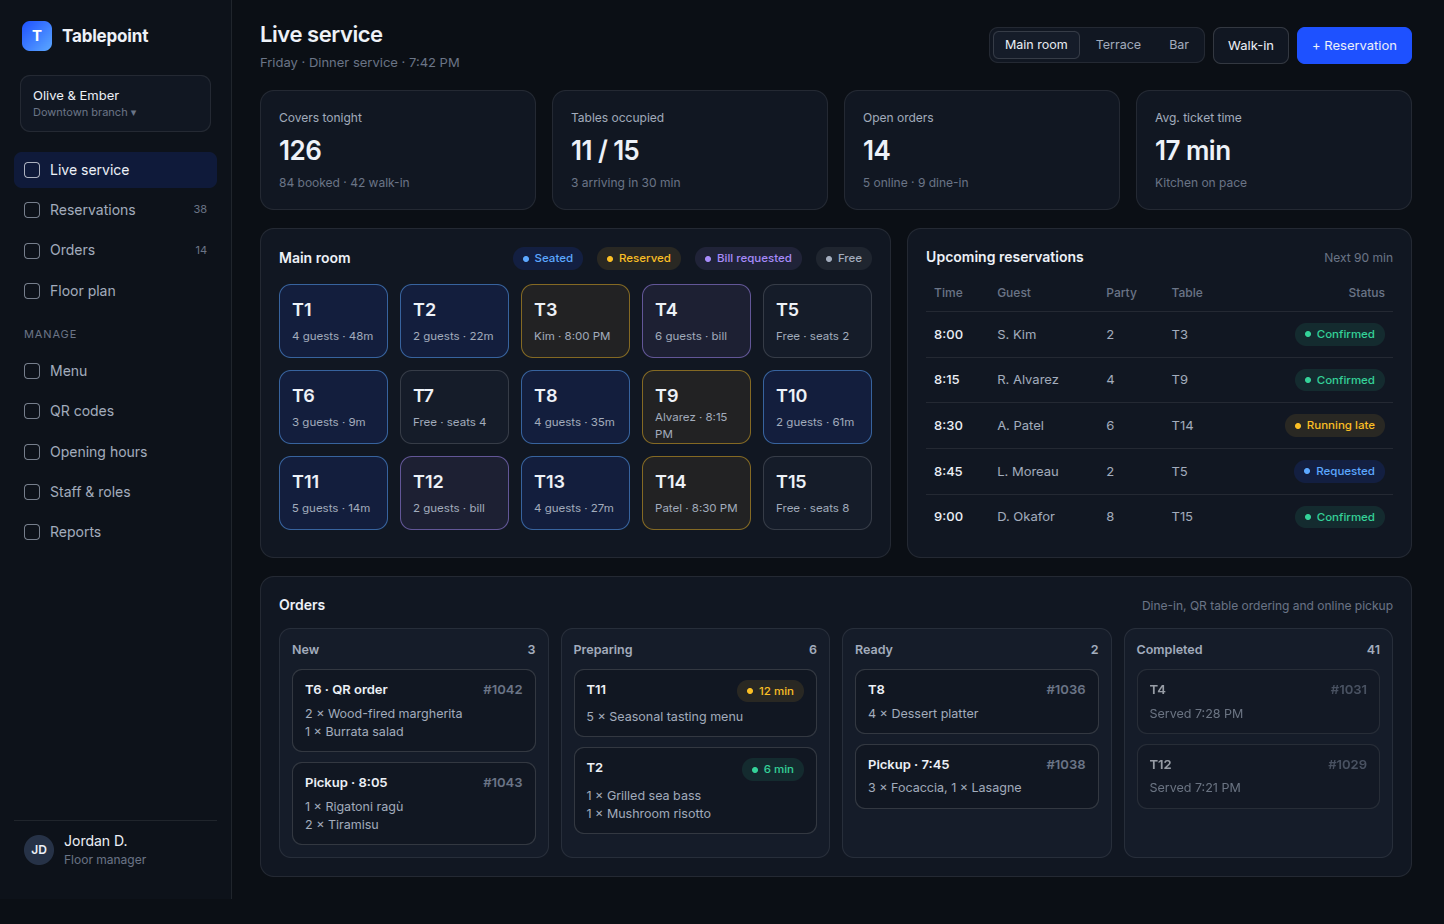 T Tablepoint
Olive & Ember
Downtown branch ▾
Live service
Reservations 38
Orders 14
Floor plan
MANAGE
Menu
QR codes
Opening hours
Staff & roles
Reports
JD
Jordan D.
Floor manager
Live service
Friday · Dinner service · 7:42 PM
Main room Terrace Bar Walk-in + Reservation
Covers tonight
126
84 booked · 42 walk-in
Tables occupied
11 / 15
3 arriving in 30 min
Open orders
14
5 online · 9 dine-in
Avg. ticket time
17 min
Kitchen on pace
Main room Seated Reserved Bill requested Free
T1
4 guests · 48m
T2
2 guests · 22m
T3
Kim · 8:00 PM
T4
6 guests · bill
T5
Free · seats 2
T6
3 guests · 9m
T7
Free · seats 4
T8
4 guests · 35m
T9
Alvarez · 8:15
PM
T10
2 guests · 61m
T11
5 guests · 14m
T12
2 guests · bill
T13
4 guests · 27m
T14
Patel · 8:30 PM
T15
Free · seats 8
Upcoming reservations Next 90 min
Time Guest Party Table Status
8:00 S. Kim 2 T3 Confirmed
8:15 R. Alvarez 4 T9 Confirmed
8:30 A. Patel 6 T14 Running late
8:45 L. Moreau 2 T5 Requested
9:00 D. Okafor 8 T15 Confirmed
Orders Dine-in, QR table ordering and online pickup
New 3
T6 · QR order #1042
2 × Wood-fired margherita
1 × Burrata salad
Pickup · 8:05 #1043
1 × Rigatoni ragù
2 × Tiramisu
Preparing 6
T11 12 min
5 × Seasonal tasting menu
T2 6 min
1 × Grilled sea bass
1 × Mushroom risotto
Ready 2
T8 #1036
4 × Dessert platter
Pickup · 7:45 #1038
3 × Focaccia, 1 × Lasagne
Completed 41
T4 #1031
Served 7:28 PM
T12 #1029
Served 7:21 PM